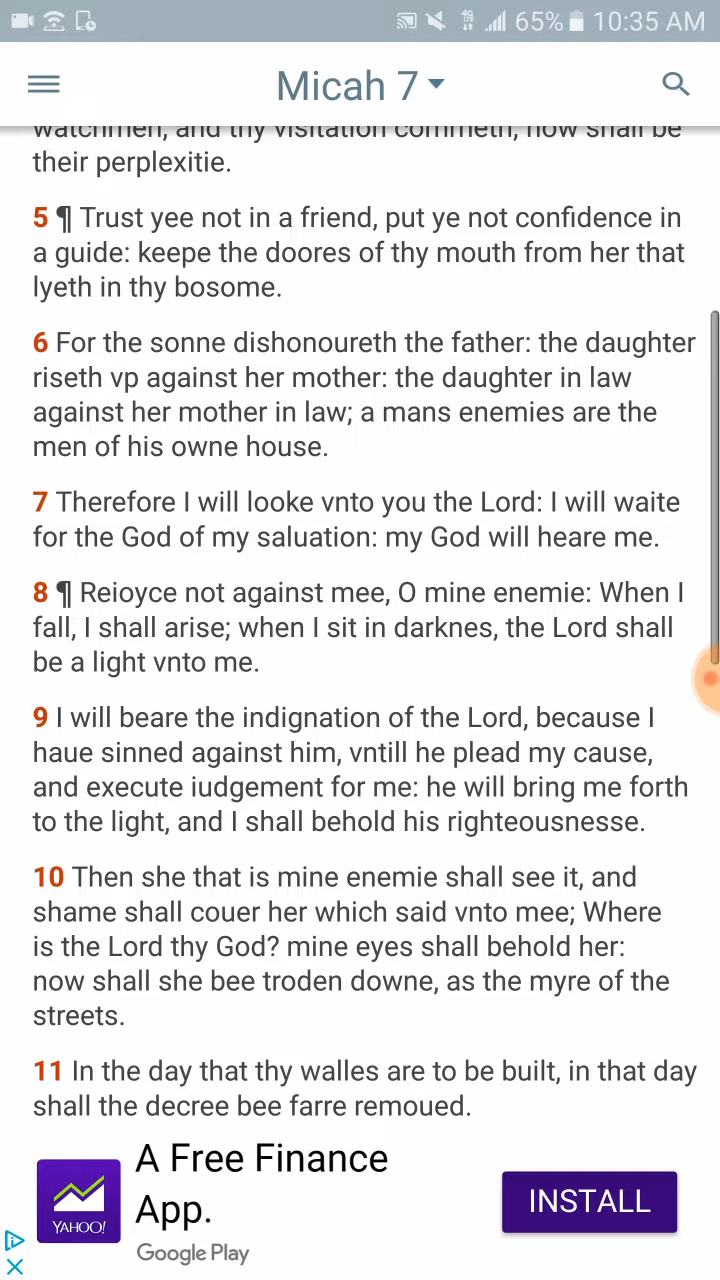 4G
65%
10:35 AM
Micah 7
watchmen, and thy visitation commeth; now shall be
their perplexitie.
5 ¶ Trust yee not in a friend, put ye not confidence in
a guide: keepe the doores of thy mouth from her that
lyeth in thy bosome.
6 For the sonne dishonoureth the father: the daughter
riseth vp against her mother: the daughter in law
against her mother in law; a mans enemies are the
men of his owne house.
7 Therefore I will looke vnto you the Lord: I will waite
for the God of my saluation: my God will heare me.
8 ¶ Reioyce not against mee, O mine enemie: When I
fall, I shall arise; when I sit in darknes, the Lord shall
be a light vnto me.
9 I will beare the indignation of the Lord, because I
haue sinned against him, vntill he plead my cause,
and execute iudgement for me: he will bring me forth
to the light, and I shall behold his righteousnesse.
10 Then she that is mine enemie shall see it, and
shame shall couer her which said vnto mee; Where
is the Lord thy God? mine eyes shall behold her:
now shall she bee troden downe, as the myre of the
streets.
11 In the day that thy walles are to be built, in that day
shall the decree bee farre remoued.
A Free Finance
App.
YAHOO!
Google Play
INSTALL